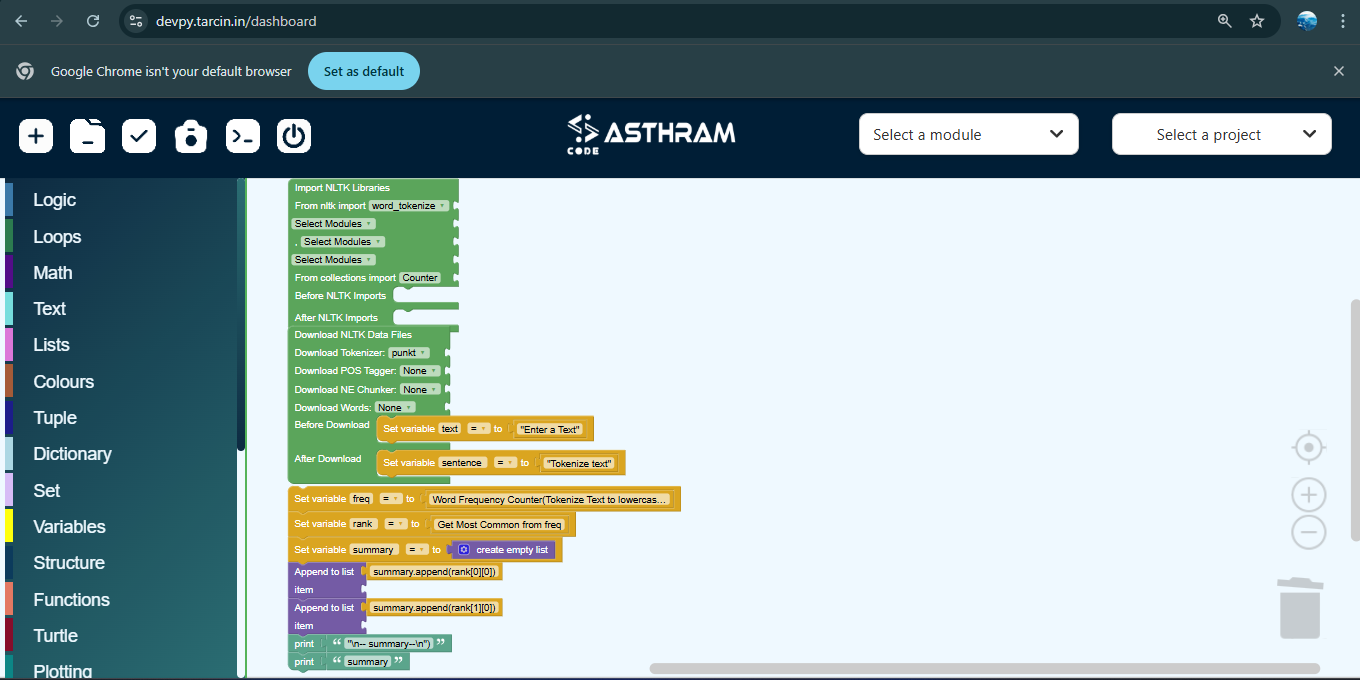 devpy.tarcin.in/dashboard
Google Chrome isn't your default browser
Set as default
CODE
ASTHRAM
Select a module
Select a project
Logic
Loops
Math
Text
Lists
Colours
Tuple
Dictionary
Set
Variables
Structure
Functions
Turtle
Plotting
Import NLTK Libraries
From nltk import word_tokenize
Select Modules
, Select Modules
Select Modules
From collections import Counter
Before NLTK Imports
After NLTK Imports
Download NLTK Data Files
Download Tokenizer: punkt
Download POS Tagger: None
Download NE Chunker: None
Download Words: None
Before Download Set variable text = to "Enter a Text"
After Download Set variable sentence = to "Tokenize text"
Set variable freq = to Word Frequency Counter(Tokenize Text to lowercas...
Set variable rank = to Get Most Common from freq
Set variable summary = to create empty list
Append to list summary.append(rank[0][0])
item
Append to list summary.append(rank[1][0])
item
print “ "\n-- summary--\n") ”
print “ summary ”